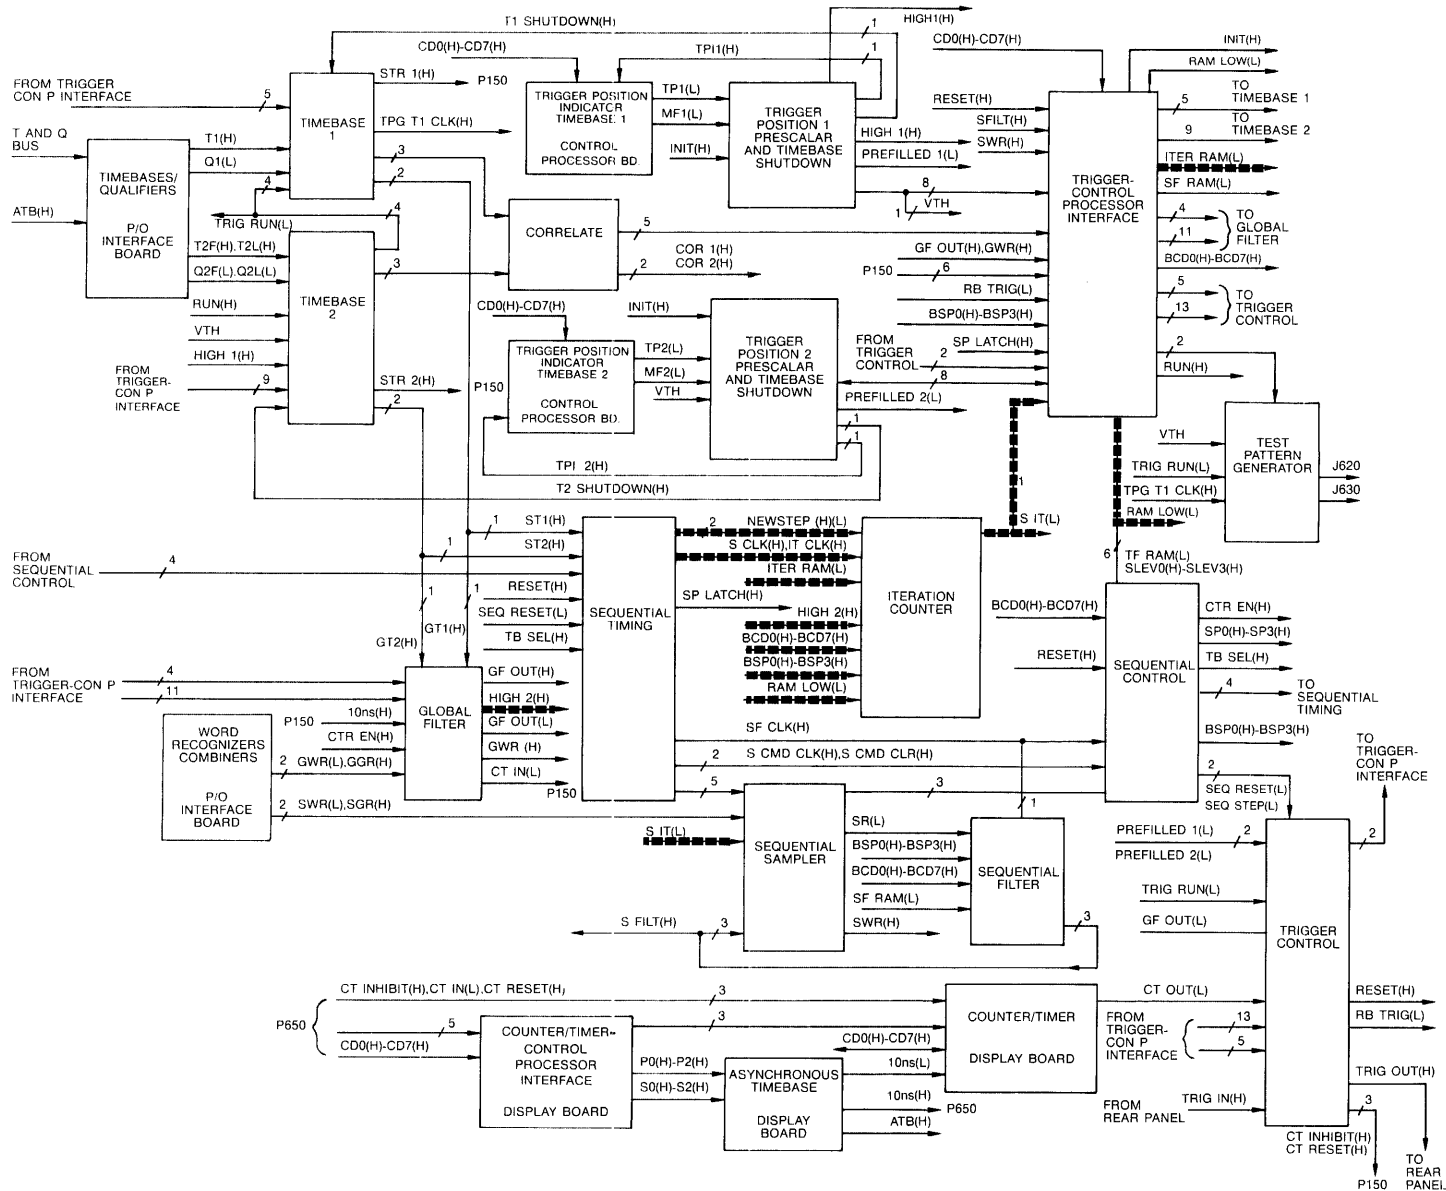 T1 SHUTDOWN(H)
1
HIGH1(H)
CD0(H)-CD7(H)
TPI1(H)
1
CD0(H)-CD7(H)
INIT(H)
RAM LOW(L)
FROM TRIGGER
CON P INTERFACE
5
STR 1(H)
P150
TIMEBASE
1
TPG T1 CLK(H)
3
2
4
TRIGGER POSITION
INDICATOR
TIMEBASE 1
CONTROL
PROCESSOR BD.
TP1(L)
MF1(L)
INIT(H)
TRIGGER
POSITION 1
PRESCALAR
AND TIMEBASE
SHUTDOWN
HIGH 1(H)
PREFILLED 1(L)
8
1
VTH
RESET(H)
SFILT(H)
SWR(H)
TRIGGER-
CONTROL
PROCESSOR
INTERFACE
5
TO
TIMEBASE 1
9
TO
TIMEBASE 2
ITER RAM(L)
SF RAM(L)
4
11
TO
GLOBAL
FILTER
BCD0(H)-BCD7(H)
5
13
TO
TRIGGER
CONTROL
2
RUN(H)
T AND Q
BUS
ATB(H)
TIMEBASES/
QUALIFIERS
P/O
INTERFACE
BOARD
T1(H)
Q1(L)
TRIG RUN(L)
4
T2F(H),T2L(H)
Q2F(L),Q2L(L)
RUN(H)
VTH
HIGH 1(H)
FROM
TRIGGER-
CON P
INTERFACE
9
TIMEBASE
2
3
STR 2(H)
2
P150
CORRELATE
5
2
COR 1(H)
COR 2(H)
GF OUT(H),GWR(H)
P150
6
RB TRIG(L)
BSP0(H)-BSP3(H)
SP LATCH(H)
FROM
TRIGGER
CONTROL
2
8
CD0(H)-CD7(H)
INIT(H)
TRIGGER POSITION
INDICATOR
TIMEBASE 2
CONTROL
PROCESSOR BD.
TP2(L)
MF2(L)
VTH
TRIGGER
POSITION 2
PRESCALAR
AND TIMEBASE
SHUTDOWN
PREFILLED 2(L)
1
1
TPI 2(H)
T2 SHUTDOWN(H)
VTH
TRIG RUN(L)
TPG T1 CLK(H)
RAM LOW(L)
TEST
PATTERN
GENERATOR
J620
J630
1
S IT(L)
6
TF RAM(L)
SLEV0(H)-SLEV3(H)
FROM
SEQUENTIAL
CONTROL
4
1
ST1(H)
1
ST2(H)
RESET(H)
SEQ RESET(L)
TB SEL(H)
1
1
GT2(H)
GT1(H)
SEQUENTIAL
TIMING
2
NEWSTEP (H)(L)
S CLK(H),IT CLK(H)
ITER RAM(L)
SP LATCH(H)
HIGH 2(H)
BCD0(H)-BCD7(H)
BSP0(H)-BSP3(H)
RAM LOW(L)
ITERATION
COUNTER
SF CLK(H)
2
S CMD CLK(H),S CMD CLR(H)
5
3
BCD0(H)-BCD7(H)
RESET(H)
SEQUENTIAL
CONTROL
CTR EN(H)
SP0(H)-SP3(H)
TB SEL(H)
4
TO
SEQUENTIAL
TIMING
BSP0(H)-BSP3(H)
2
SEQ RESET(L)
SEQ STEP(L)
TO
TRIGGER-
CON P
INTERFACE
FROM
TRIGGER-CON P
INTERFACE
4
11
10ns(H)
P150
CTR EN(H)
2
GWR(L),GGR(H)
2
SWR(L),SGR(H)
WORD
RECOGNIZERS
COMBINERS
P/O
INTERFACE
BOARD
GLOBAL
FILTER
GF OUT(H)
HIGH 2(H)
GF OUT(L)
GWR (H)
CT IN(L)
P150
S IT(L)
S FILT(H)
3
SEQUENTIAL
SAMPLER
SR(L)
BSP0(H)-BSP3(H)
BCD0(H)-BCD7(H)
SF RAM(L)
SWR(H)
1
SEQUENTIAL
FILTER
3
PREFILLED 1(L)
2
PREFILLED 2(L)
TRIG RUN(L)
GF OUT(L)
TRIGGER
CONTROL
2
P650
CT INHIBIT(H),CT IN(L),CT RESET(H)
3
5
CD0(H)-CD7(H)
COUNTER/TIMER-
CONTROL
PROCESSOR
INTERFACE
DISPLAY BOARD
3
P0(H)-P2(H)
S0(H)-S2(H)
ASYNCHRONOUS
TIMEBASE
DISPLAY
BOARD
CD0(H)-CD7(H)
10ns(L)
10ns(H)
P650
ATB(H)
COUNTER/TIMER
DISPLAY BOARD
CT OUT(L)
FROM
TRIGGER-
CON P
INTERFACE
13
5
FROM
REAR PANEL
TRIG IN(H)
RESET(H)
RB TRIG(L)
TRIG OUT(H)
3
CT INHIBIT(H)
CT RESET(H)
P150
TO
REAR
PANEL